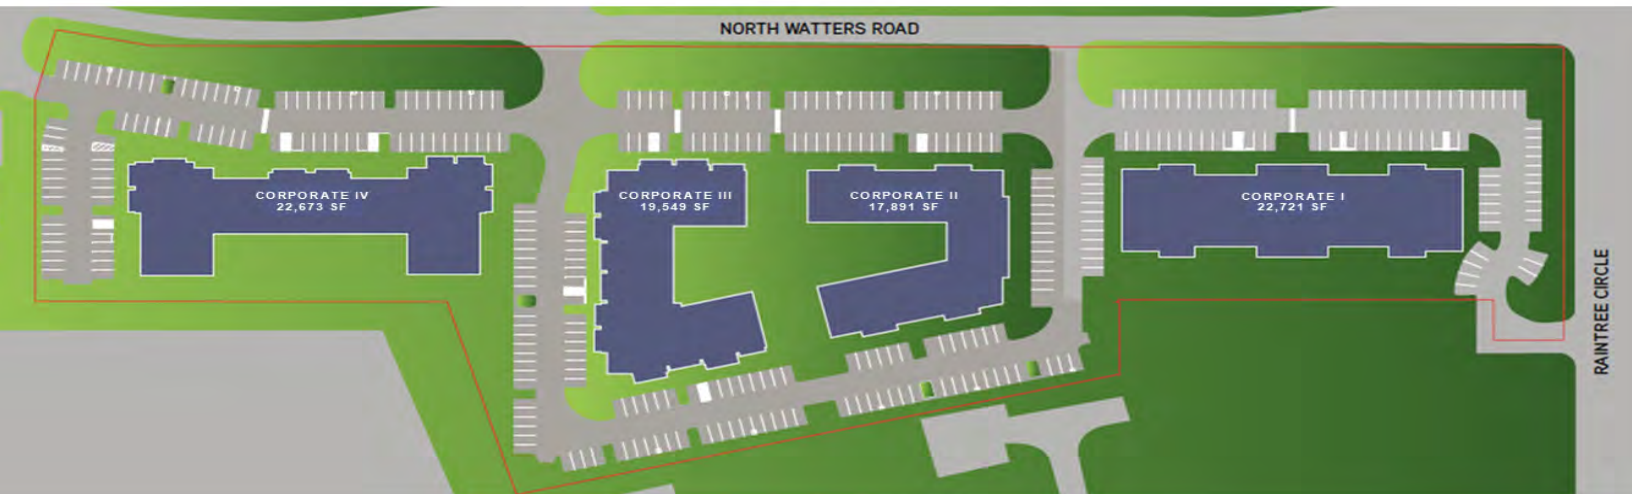 NORTH WATTERS ROAD
CORPORATE IV
22,673 SF
CORPORATE III
19,549 SF
CORPORATE II
17,891 SF
CORPORATE I
22,721 SF
RAINTREE CIRCLE